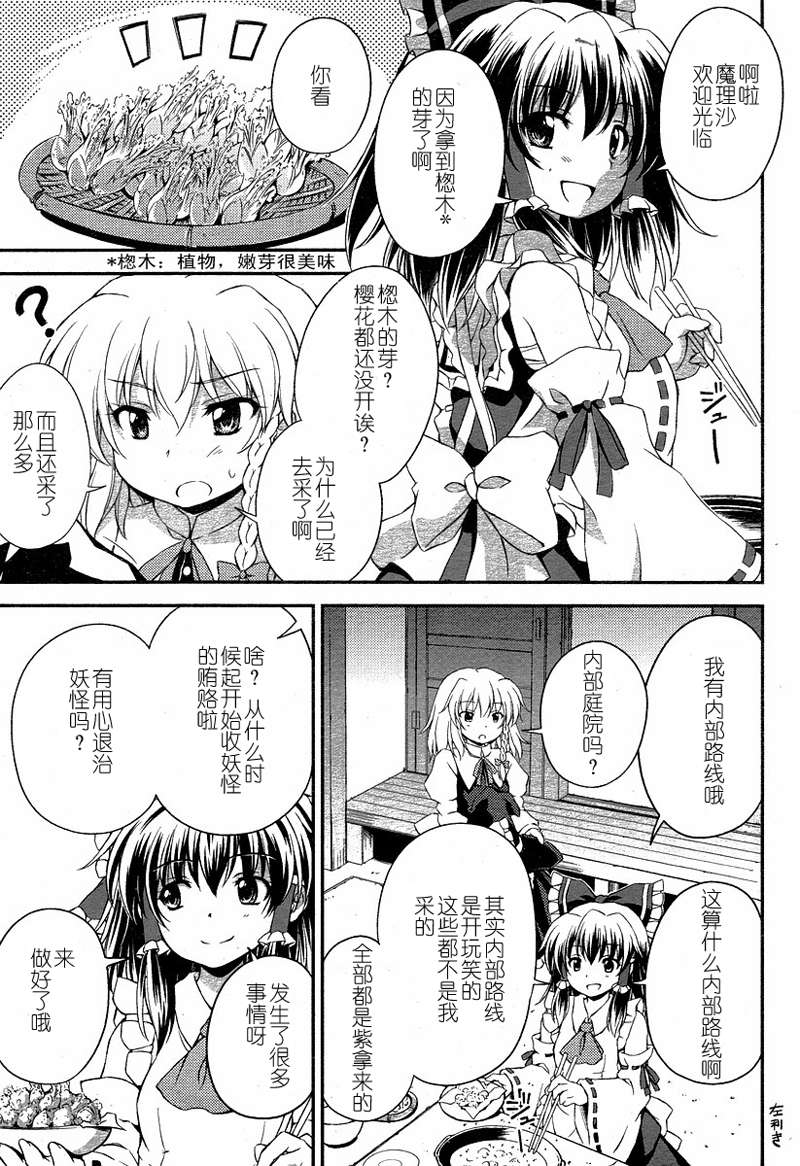 啊啦
魔理沙
欢迎光临
因为拿到楤木*
的芽了啊
你看
*楤木：植物，嫩芽很美味
ジュー
楤木的芽？
樱花都还没开诶？
为什么已经
去采了啊
？
而且还采了
那么多
我有内部路线哦
内部庭院吗？
这算什么内部路线啊
其实内部路线
是开玩笑的
这些都不是我
采的
全部都是紫拿来的
左利き
啥？从什么时
候起开始收妖怪
的贿赂啦
有用心退治
妖怪吗？
发生了很多
事情呀
来
做好了哦